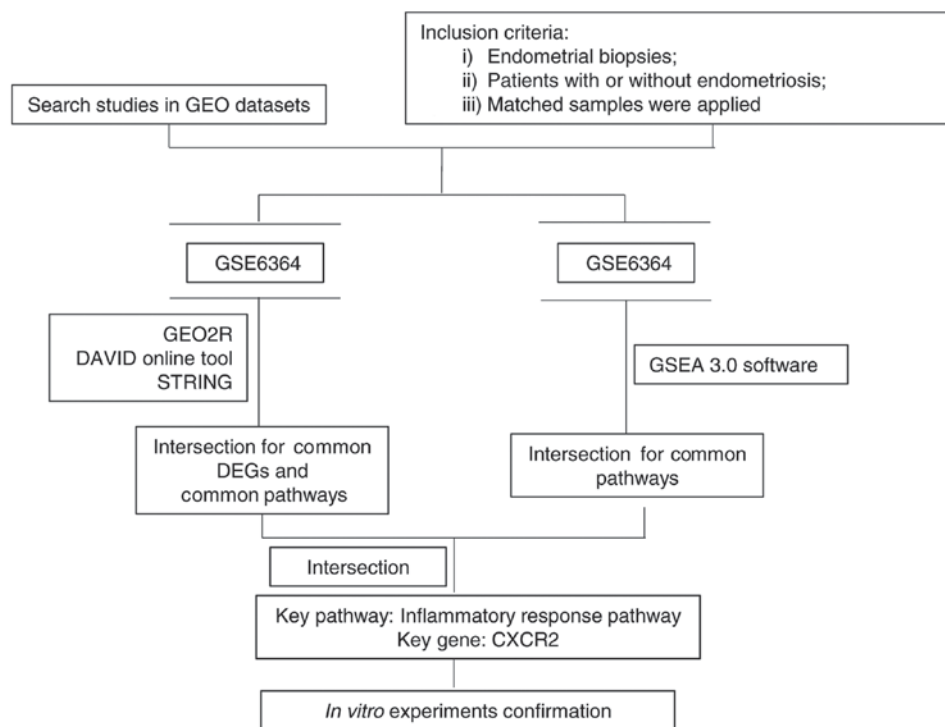 Inclusion criteria:
i) Endometrial biopsies;
ii) Patients with or without endometriosis;
iii) Matched samples were applied
Search studies in GEO datasets
GSE6364
GSE6364
GEO2R
DAVID online tool
STRING
GSEA 3.0 software
Intersection for common
DEGs and
common pathways
Intersection for common
pathways
Intersection
Key pathway: Inflammatory response pathway
Key gene: CXCR2
In vitro experiments confirmation